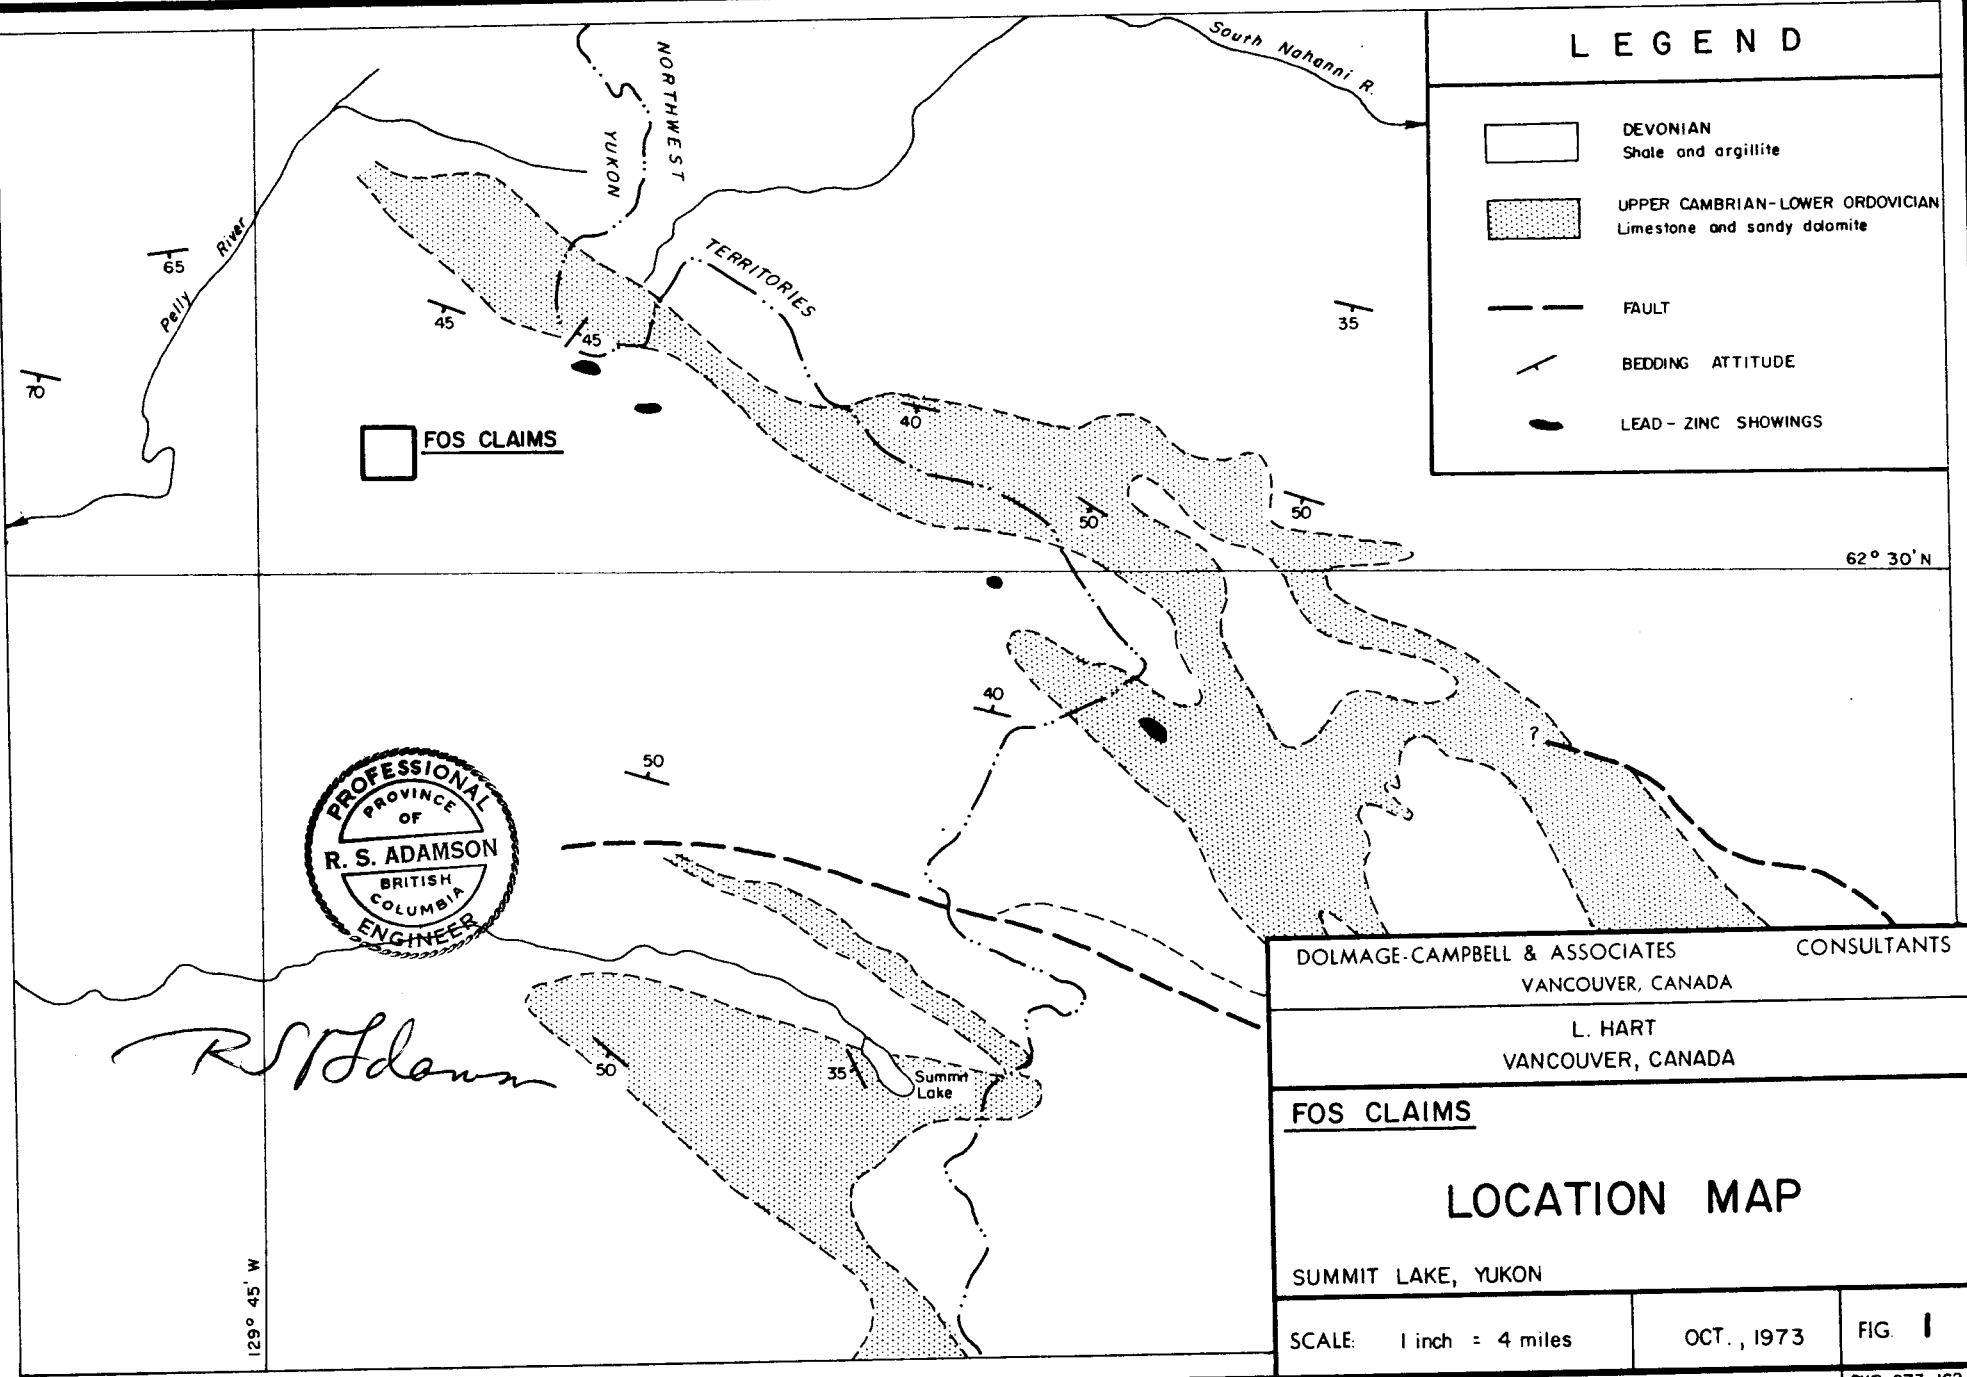 South Nahanni R.
NORTHWEST
YUKON
TERRITORIES
Pelly River
65
45
45
70
35
40
50
50
FOS CLAIMS
62° 30' N
40
50
?
50
35
Summit
Lake
129° 45' W
LEGEND
DEVONIAN
Shale and argillite
UPPER CAMBRIAN-LOWER ORDOVICIAN
Limestone and sandy dolomite
FAULT
BEDDING ATTITUDE
LEAD - ZINC SHOWINGS
PROFESSIONAL
PROVINCE
OF
R. S. ADAMSON
BRITISH
COLUMBIA
ENGINEER
R S Adamson
DOLMAGE-CAMPBELL & ASSOCIATES CONSULTANTS
VANCOUVER, CANADA
L. HART
VANCOUVER, CANADA
FOS CLAIMS
LOCATION MAP
SUMMIT LAKE, YUKON
SCALE: 1 inch = 4 miles
OCT., 1973
FIG. 1